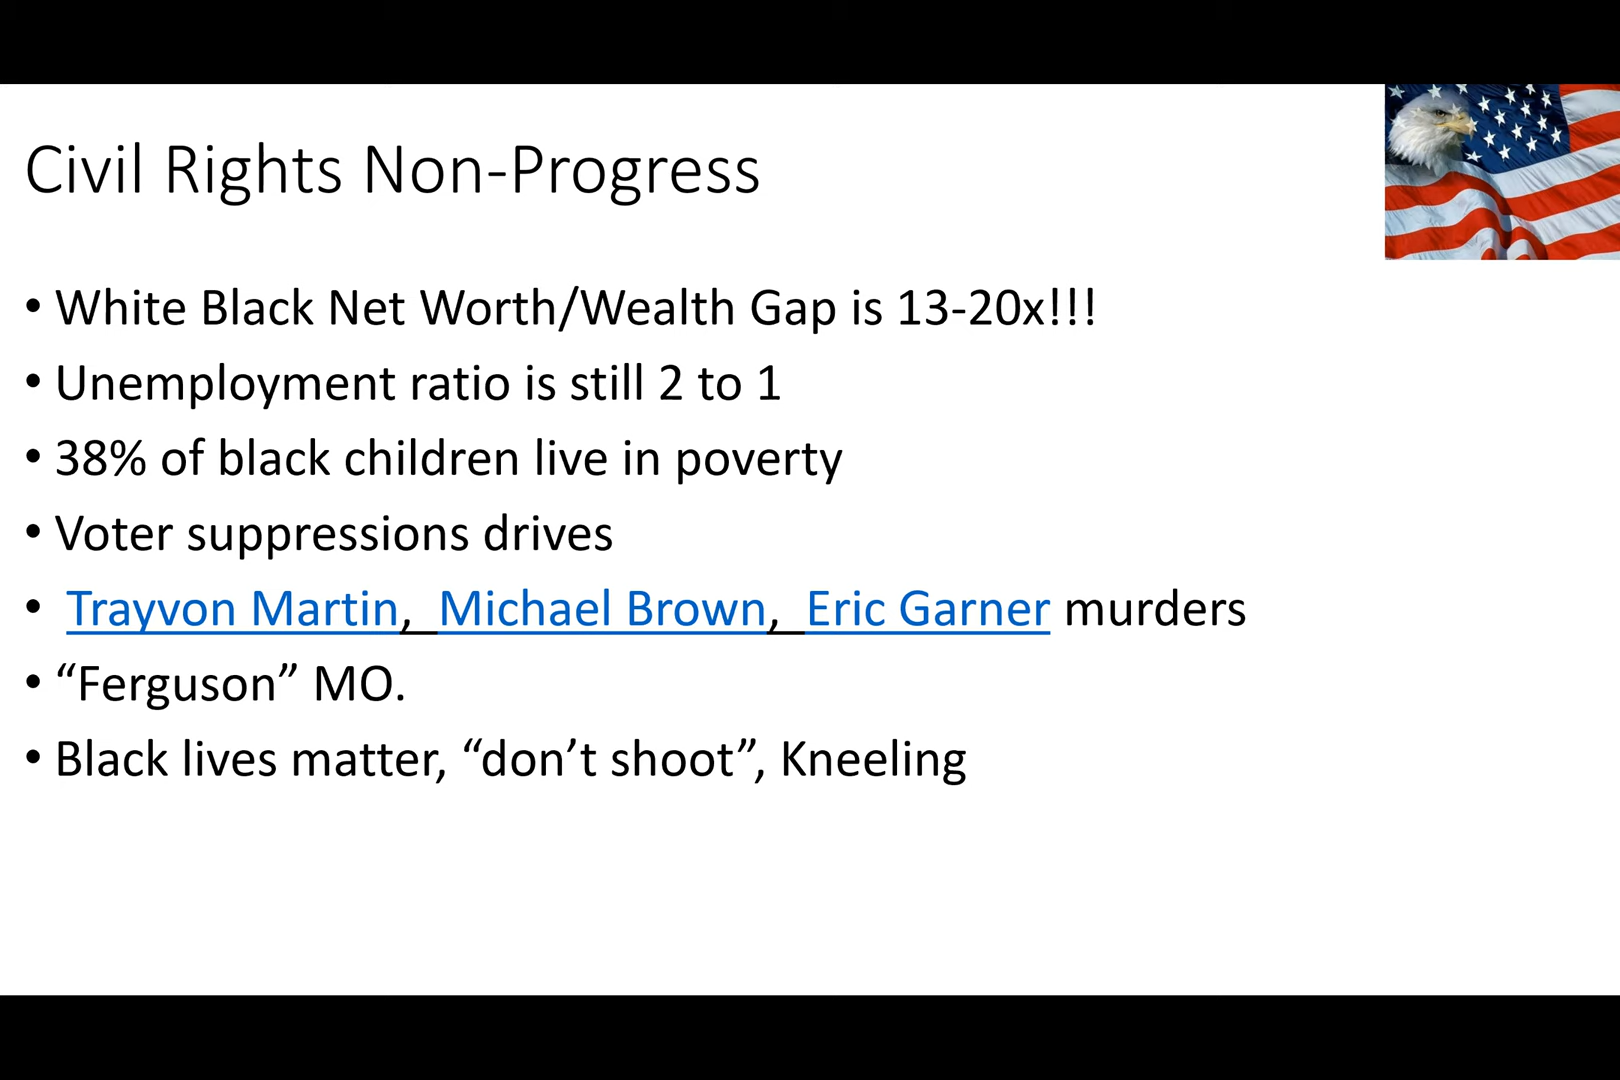 Civil Rights Non-Progress
• White Black Net Worth/Wealth Gap is 13-20x!!!
• Unemployment ratio is still 2 to 1
• 38% of black children live in poverty
• Voter suppressions drives
• Trayvon Martin, Michael Brown, Eric Garner murders
• “Ferguson” MO.
• Black lives matter, “don’t shoot”, Kneeling